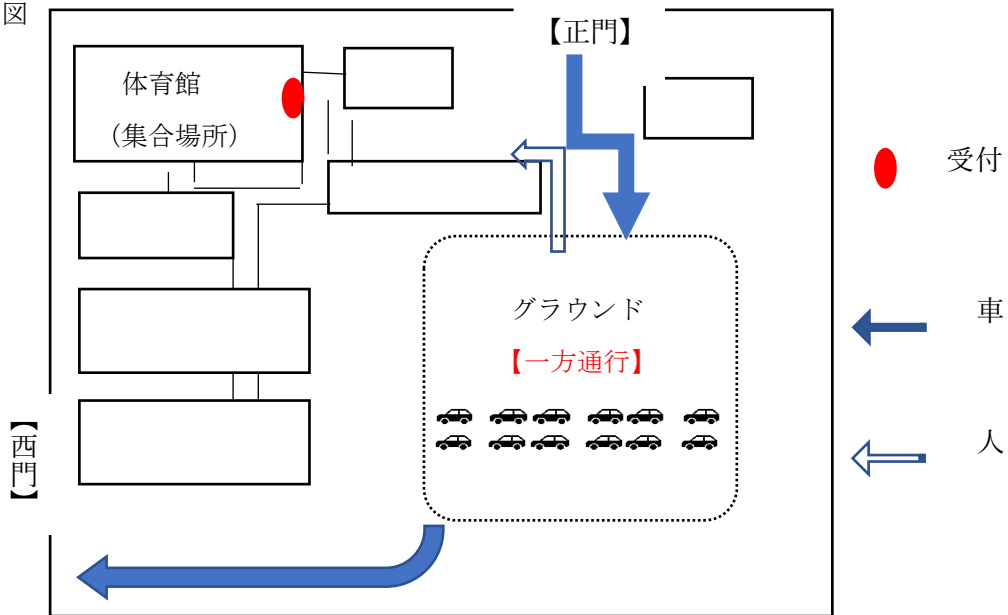 図
【正門】
体育館
(集合場所)
受付
グラウンド
【一方通行】
車
人
【西門】